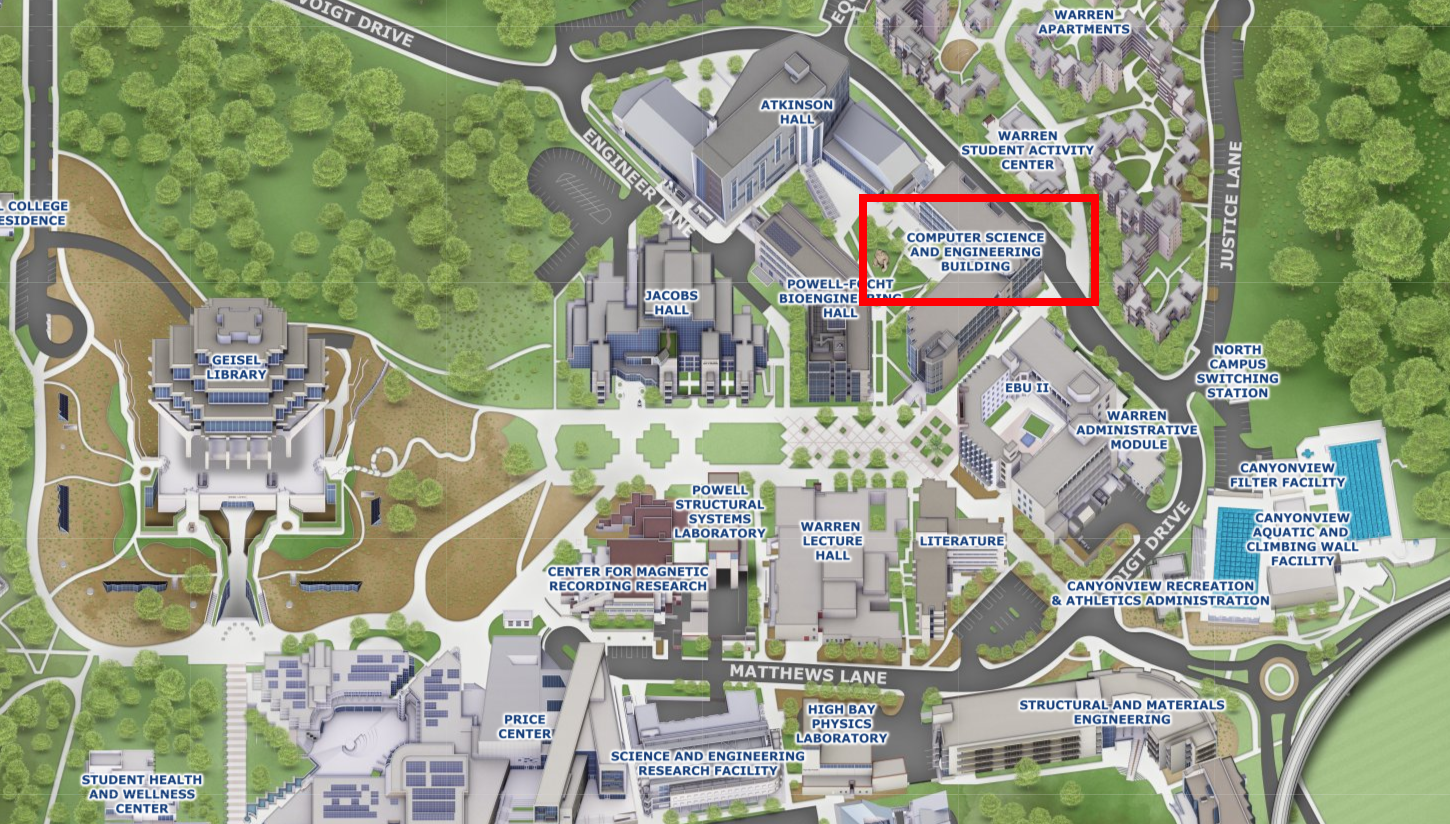 VOIGT DRIVE
EQ
WARREN
APARTMENTS
ATKINSON
HALL
WARREN
STUDENT ACTIVITY
CENTER
ENGINEER LANE
JUSTICE LANE
L COLLEGE
ESIDENCE
COMPUTER SCIENCE
AND ENGINEERING
BUILDING
POWELL-FOCHT
BIOENGINEERING
HALL
JACOBS
HALL
GEISEL
LIBRARY
NORTH
CAMPUS
SWITCHING
STATION
EBU II
WARREN
ADMINISTRATIVE
MODULE
CANYONVIEW
FILTER FACILITY
POWELL
STRUCTURAL
SYSTEMS
LABORATORY
WARREN
LECTURE
HALL
LITERATURE
CANYONVIEW
AQUATIC AND
CLIMBING WALL
FACILITY
VOIGT DRIVE
CENTER FOR MAGNETIC
RECORDING RESEARCH
CANYONVIEW RECREATION
& ATHLETICS ADMINISTRATION
MATTHEWS LANE
PRICE
CENTER
HIGH BAY
PHYSICS
LABORATORY
STRUCTURAL AND MATERIALS
ENGINEERING
SCIENCE AND ENGINEERING
RESEARCH FACILITY
STUDENT HEALTH
AND WELLNESS
CENTER